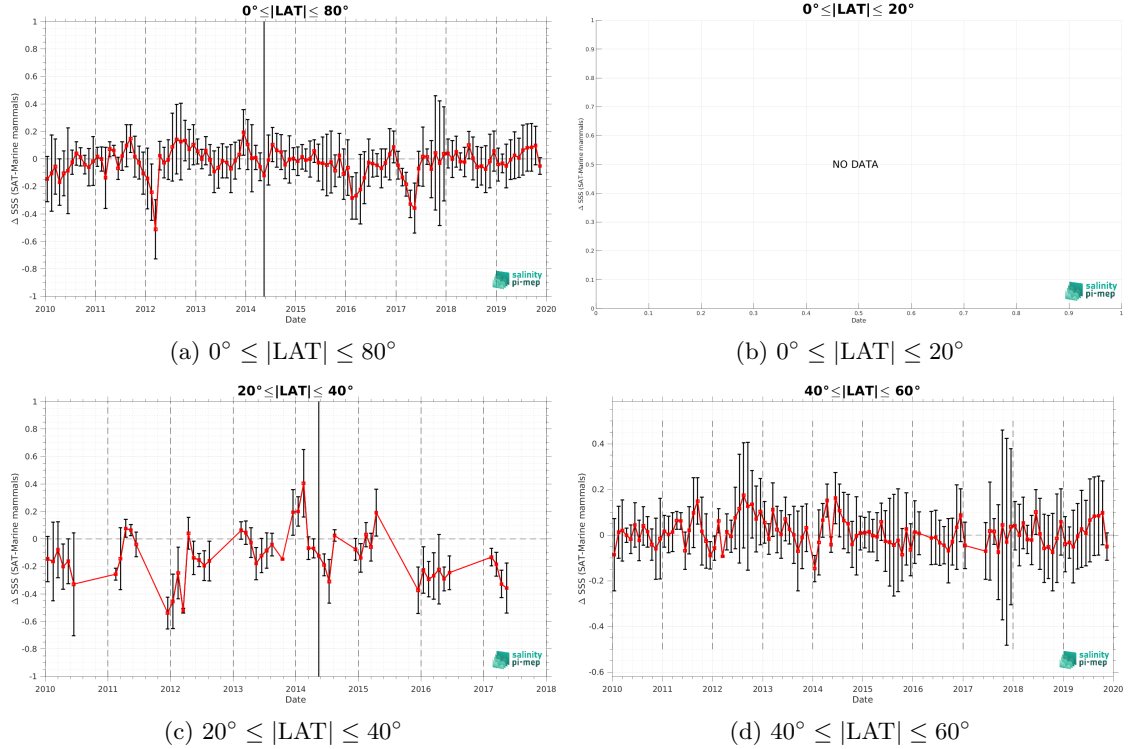 0°≤|LAT|≤ 80°
Δ SSS (SAT-Marine mammals)
1
0.8
0.6
0.4
0.2
0
-0.2
-0.4
-0.6
-0.8
-1
2010 2011 2012 2013 2014 2015 2016 2017 2018 2019 2020
Date
salinity
pi-mep
(a) 0° ≤ |LAT| ≤ 80°
0°≤|LAT|≤ 20°
Δ SSS (SAT-Marine mammals)
1
0.9
0.8
0.7
0.6
0.5
0.4
0.3
0.2
0.1
0
NO DATA
0 0.1 0.2 0.3 0.4 0.5 0.6 0.7 0.8 0.9 1
Date
salinity
pi-mep
(b) 0° ≤ |LAT| ≤ 20°
20°≤|LAT|≤ 40°
Δ SSS (SAT-Marine mammals)
1
0.8
0.6
0.4
0.2
0
-0.2
-0.4
-0.6
-0.8
-1
2010 2011 2012 2013 2014 2015 2016 2017 2018
Date
salinity
pi-mep
(c) 20° ≤ |LAT| ≤ 40°
40°≤|LAT|≤ 60°
Δ SSS (SAT-Marine mammals)
0.4
0.2
0
-0.2
-0.4
-0.6
2010 2011 2012 2013 2014 2015 2016 2017 2018 2019 2020
Date
salinity
pi-mep
(d) 40° ≤ |LAT| ≤ 60°